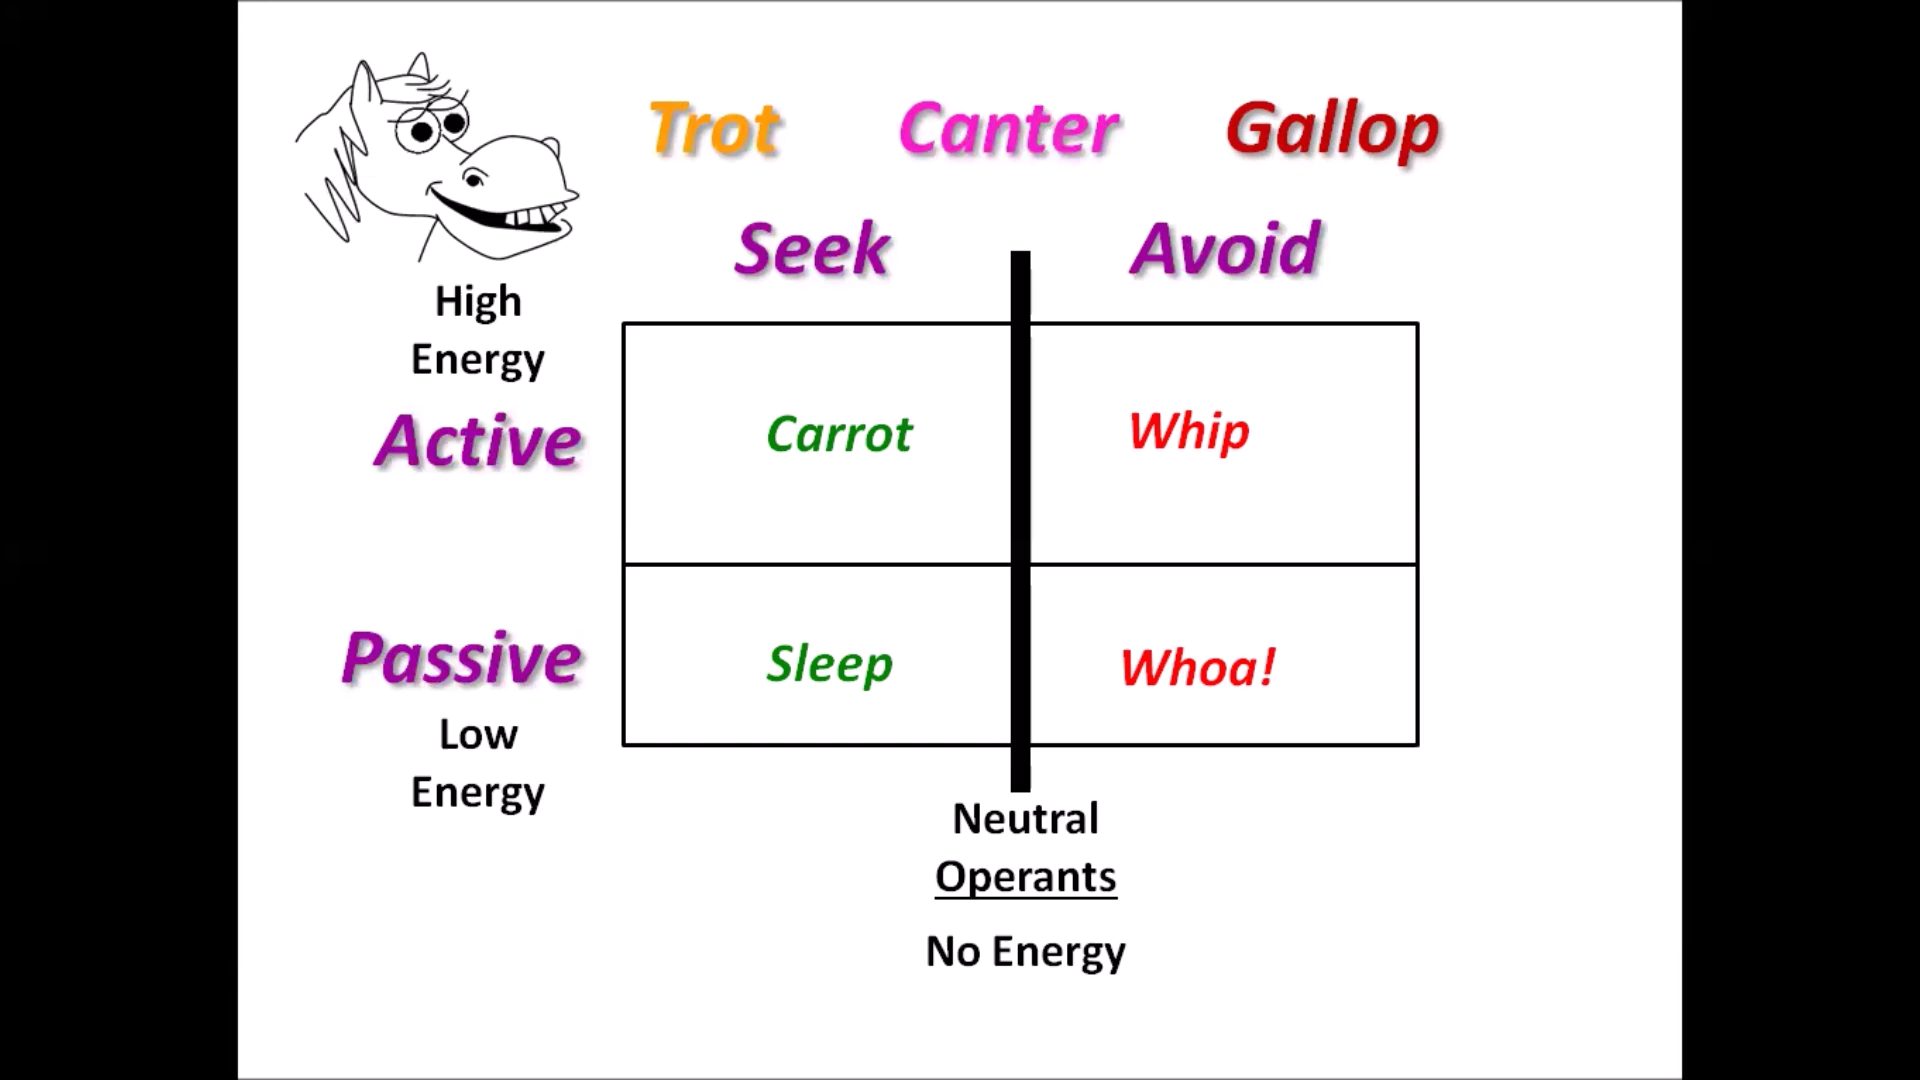 Trot Canter Gallop
Seek Avoid
High
Energy
Active Carrot Whip
Passive Sleep Whoa!
Low
Energy
Neutral
Operants
No Energy